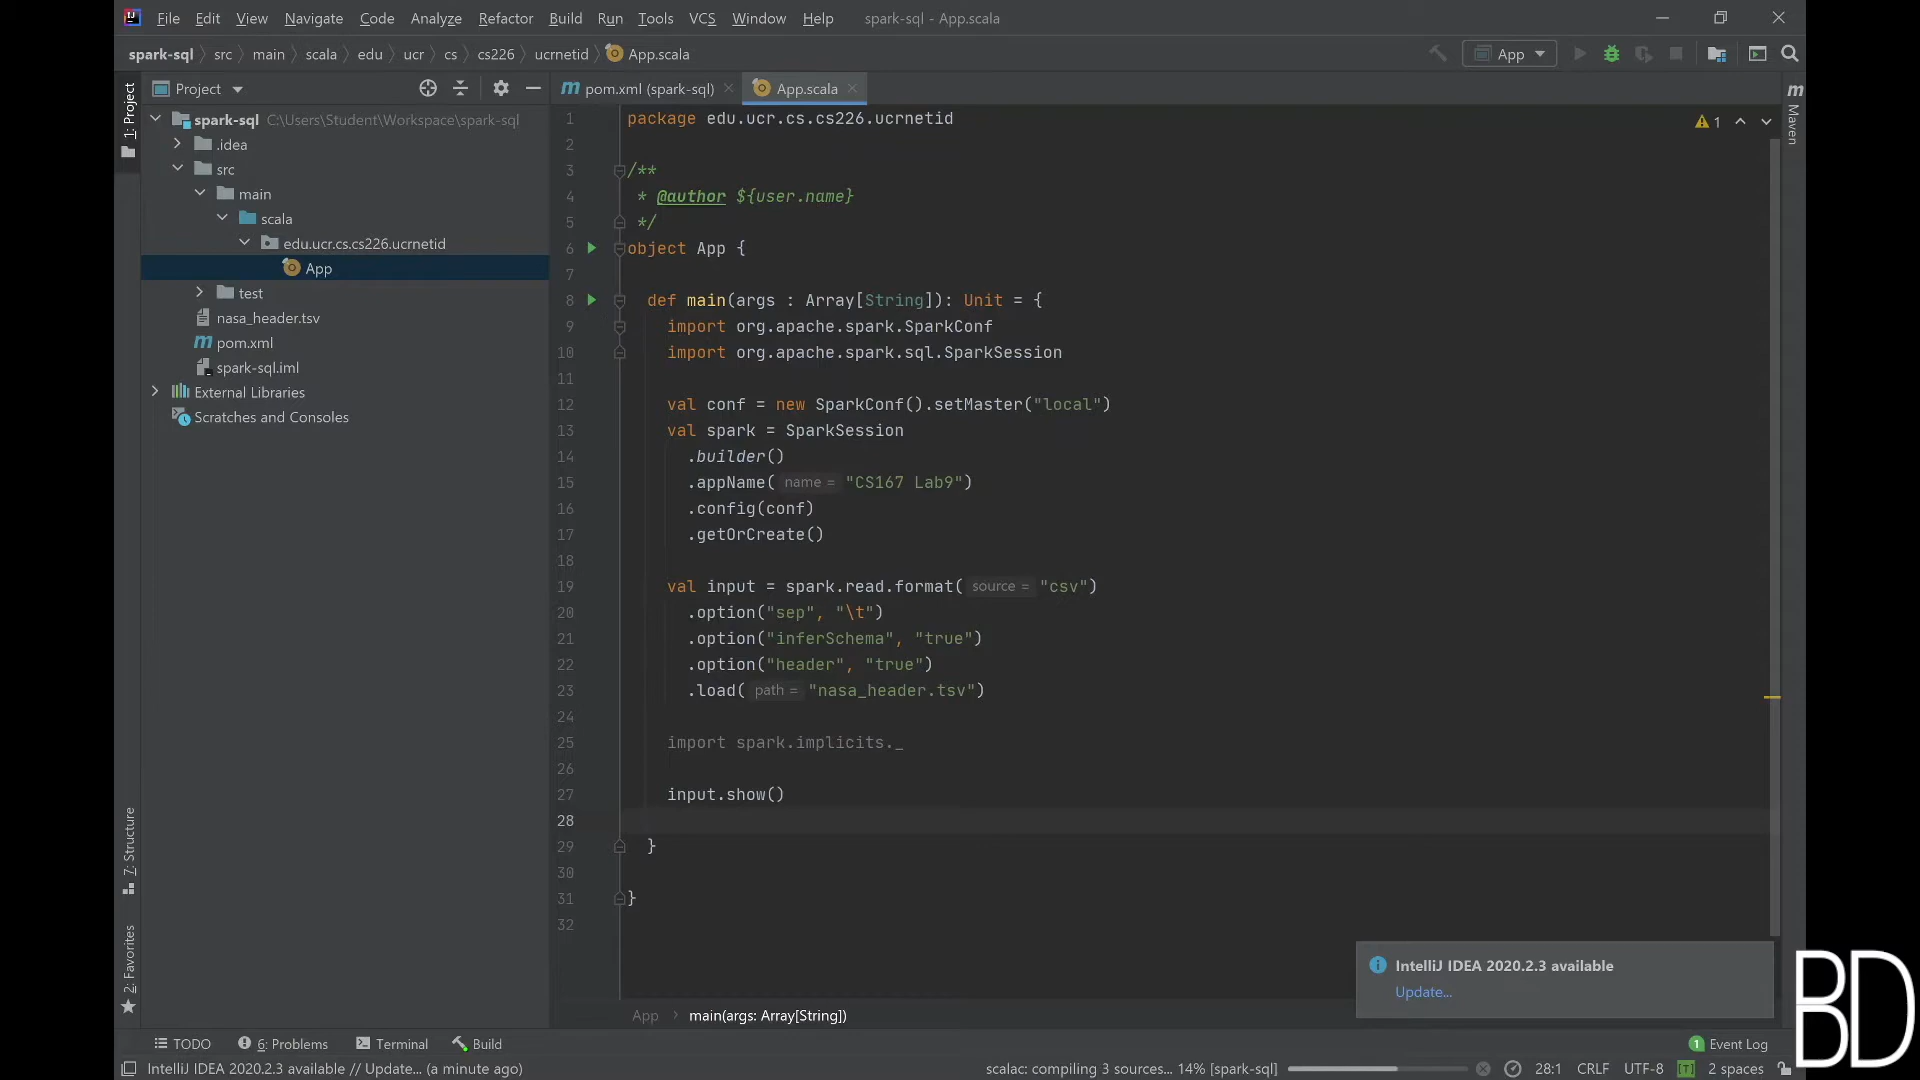 File Edit View Navigate Code Analyze Refactor Build Run Tools VCS Window Help spark-sql - App.scala
spark-sql src main scala edu ucr cs cs226 ucrnetid App.scala App
1: Project
Project
pom.xml (spark-sql) App.scala
spark-sql C:\Users\Student\Workspace\spark-sql
.idea
src
main
scala
edu.ucr.cs.cs226.ucrnetid
App
test
nasa_header.tsv
pom.xml
spark-sql.iml
External Libraries
Scratches and Consoles
7: Structure
2: Favorites
1 package edu.ucr.cs.cs226.ucrnetid
2
3 /**
4 * @author ${user.name}
5 */
6 object App {
7
8 def main(args : Array[String]): Unit = {
9 import org.apache.spark.SparkConf
10 import org.apache.spark.sql.SparkSession
11
12 val conf = new SparkConf().setMaster("local")
13 val spark = SparkSession
14 .builder()
15 .appName( name = "CS167 Lab9")
16 .config(conf)
17 .getOrCreate()
18
19 val input = spark.read.format( source = "csv")
20 .option("sep", "\t")
21 .option("inferSchema", "true")
22 .option("header", "true")
23 .load( path = "nasa_header.tsv")
24
25 import spark.implicits._
26
27 input.show()
28
29 }
30
31 }
32
1
m Maven
IntelliJ IDEA 2020.2.3 available
Update...
BD
App main(args: Array[String])
TODO 6: Problems Terminal Build 1 Event Log
IntelliJ IDEA 2020.2.3 available // Update... (a minute ago) scalac: compiling 3 sources... 14% [spark-sql] 28:1 CRLF UTF-8 [T] 2 spaces